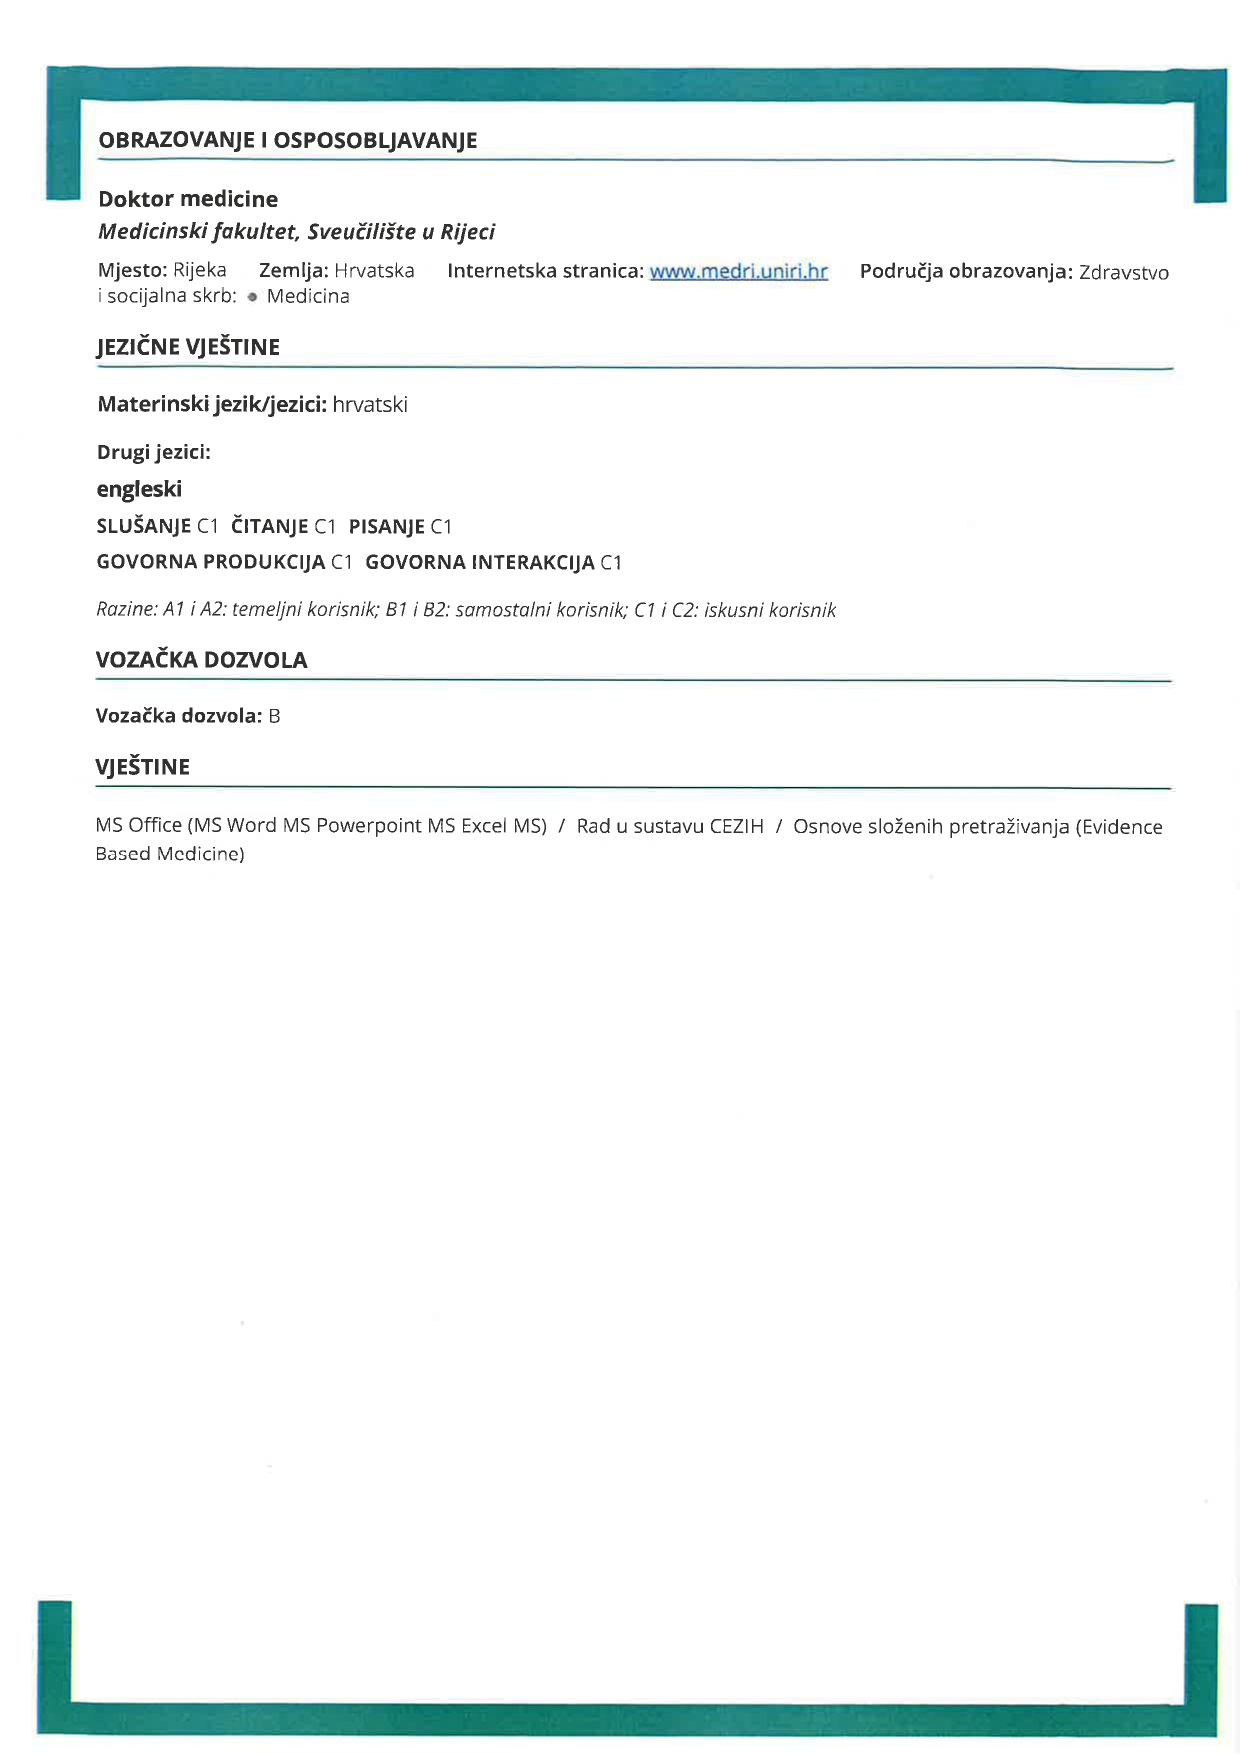 OBRAZOVANJE I OSPOSOBLJAVANJE
Doktor medicine
Medicinski fakultet, Sveučilište u Rijeci
Mjesto: Rijeka Zemlja: Hrvatska Internetska stranica: www.medri.uniri.hr Područja obrazovanja: Zdravstvo
i socijalna skrb: ● Medicina
JEZIČNE VJEŠTINE
Materinski jezik/jezici: hrvatski
Drugi jezici:
engleski
SLUŠANJE C1 ČITANJE C1 PISANJE C1
GOVORNA PRODUKCIJA C1 GOVORNA INTERAKCIJA C1
Razine: A1 i A2: temeljni korisnik; B1 i B2: samostalni korisnik; C1 i C2: iskusni korisnik
VOZAČKA DOZVOLA
Vozačka dozvola: B
VJEŠTINE
MS Office (MS Word MS Powerpoint MS Excel MS) / Rad u sustavu CEZIH / Osnove složenih pretraživanja (Evidence
Based Medicine)